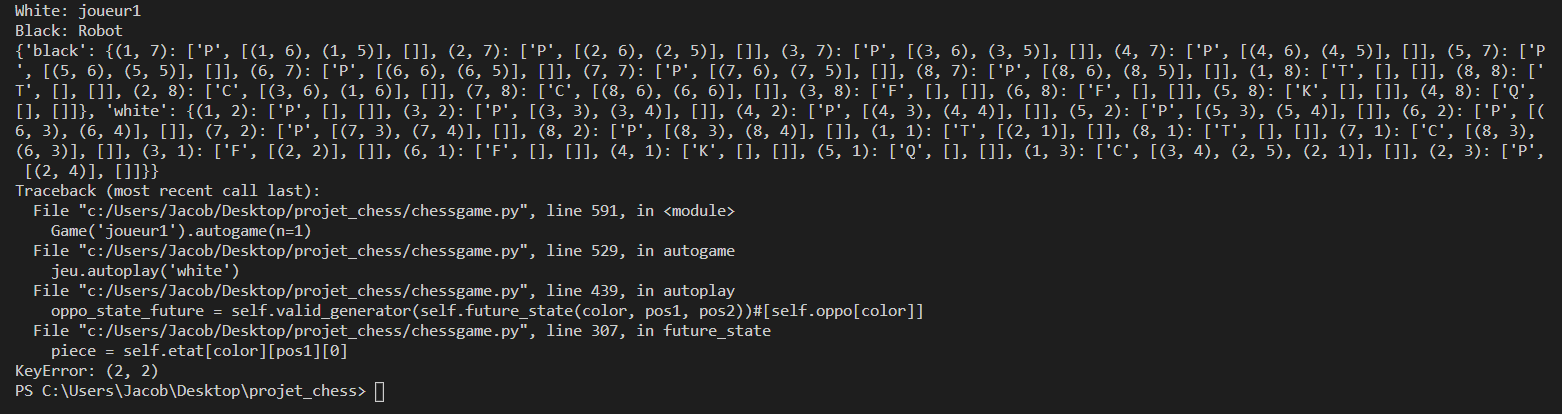 White: joueur1
Black: Robot
{'black': {(1, 7): ['P', [(1, 6), (1, 5)], []], (2, 7): ['P', [(2, 6), (2, 5)], []], (3, 7): ['P', [(3, 6), (3, 5)], []], (4, 7): ['P', [(4, 6), (4, 5)], []], (5, 7): ['P
', [(5, 6), (5, 5)], []], (6, 7): ['P', [(6, 6), (6, 5)], []], (7, 7): ['P', [(7, 6), (7, 5)], []], (8, 7): ['P', [(8, 6), (8, 5)], []], (1, 8): ['T', [], []], (8, 8): ['
T', [], []], (2, 8): ['C', [(3, 6), (1, 6)], []], (7, 8): ['C', [(8, 6), (6, 6)], []], (3, 8): ['F', [], []], (6, 8): ['F', [], []], (5, 8): ['K', [], []], (4, 8): ['Q',
[], []]}, 'white': {(1, 2): ['P', [], []], (3, 2): ['P', [(3, 3), (3, 4)], []], (4, 2): ['P', [(4, 3), (4, 4)], []], (5, 2): ['P', [(5, 3), (5, 4)], []], (6, 2): ['P', [(
6, 3), (6, 4)], []], (7, 2): ['P', [(7, 3), (7, 4)], []], (8, 2): ['P', [(8, 3), (8, 4)], []], (1, 1): ['T', [(2, 1)], []], (8, 1): ['T', [], []], (7, 1): ['C', [(8, 3),
(6, 3)], []], (3, 1): ['F', [(2, 2)], []], (6, 1): ['F', [], []], (4, 1): ['K', [], []], (5, 1): ['Q', [], []], (1, 3): ['C', [(3, 4), (2, 5), (2, 1)], []], (2, 3): ['P',
[(2, 4)], []]}}
Traceback (most recent call last):
File "c:/Users/Jacob/Desktop/projet_chess/chessgame.py", line 591, in <module>
Game('joueur1').autogame(n=1)
File "c:/Users/Jacob/Desktop/projet_chess/chessgame.py", line 529, in autogame
jeu.autoplay('white')
File "c:/Users/Jacob/Desktop/projet_chess/chessgame.py", line 439, in autoplay
oppo_state_future = self.valid_generator(self.future_state(color, pos1, pos2))#[self.oppo[color]]
File "c:/Users/Jacob/Desktop/projet_chess/chessgame.py", line 307, in future_state
piece = self.etat[color][pos1][0]
KeyError: (2, 2)
PS C:\Users\Jacob\Desktop\projet_chess>